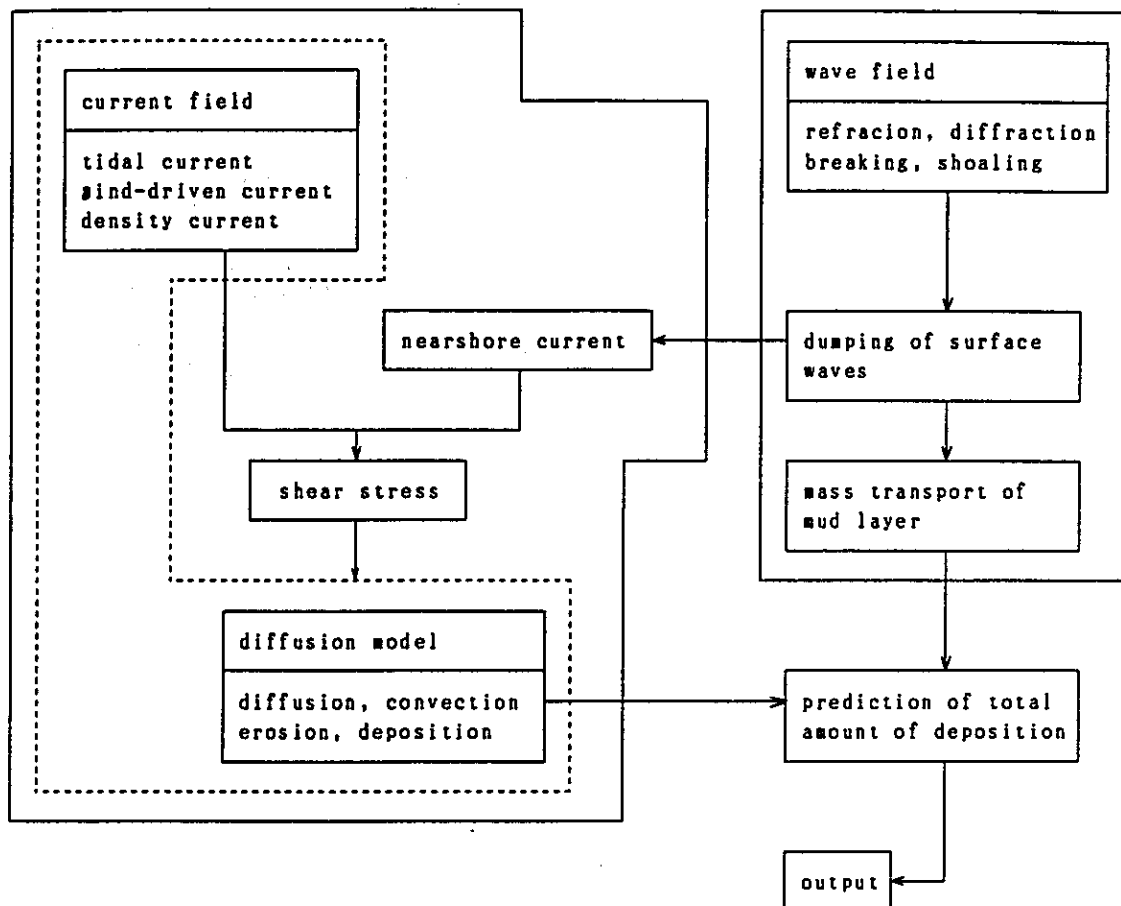 current field
tidal current
wind-driven current
density current
nearshore current
shear stress
diffusion model
diffusion, convection
erosion, deposition
wave field
refracion, diffraction
breaking, shoaling
dumping of surface
waves
mass transport of
mud layer
prediction of total
amount of deposition
output